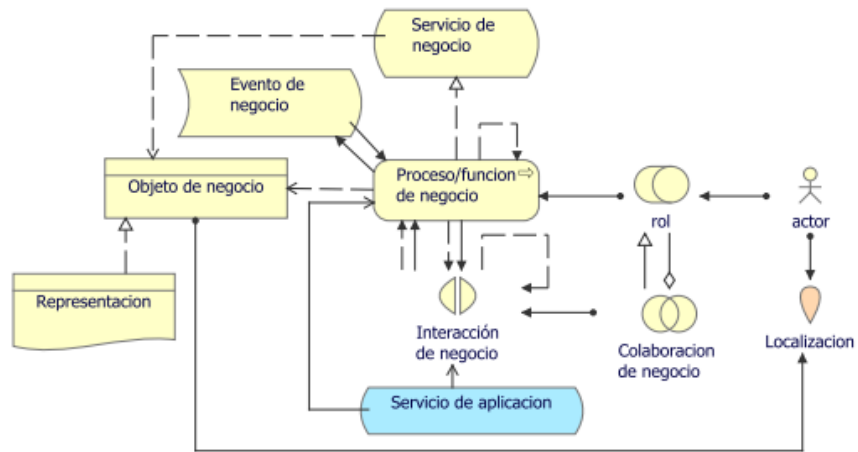 Servicio de
negocio
Evento de
negocio
Objeto de negocio
Proceso/funcion
de negocio
rol
actor
Representacion
Interacción
de negocio
Colaboracion
de negocio
Localizacion
Servicio de aplicacion